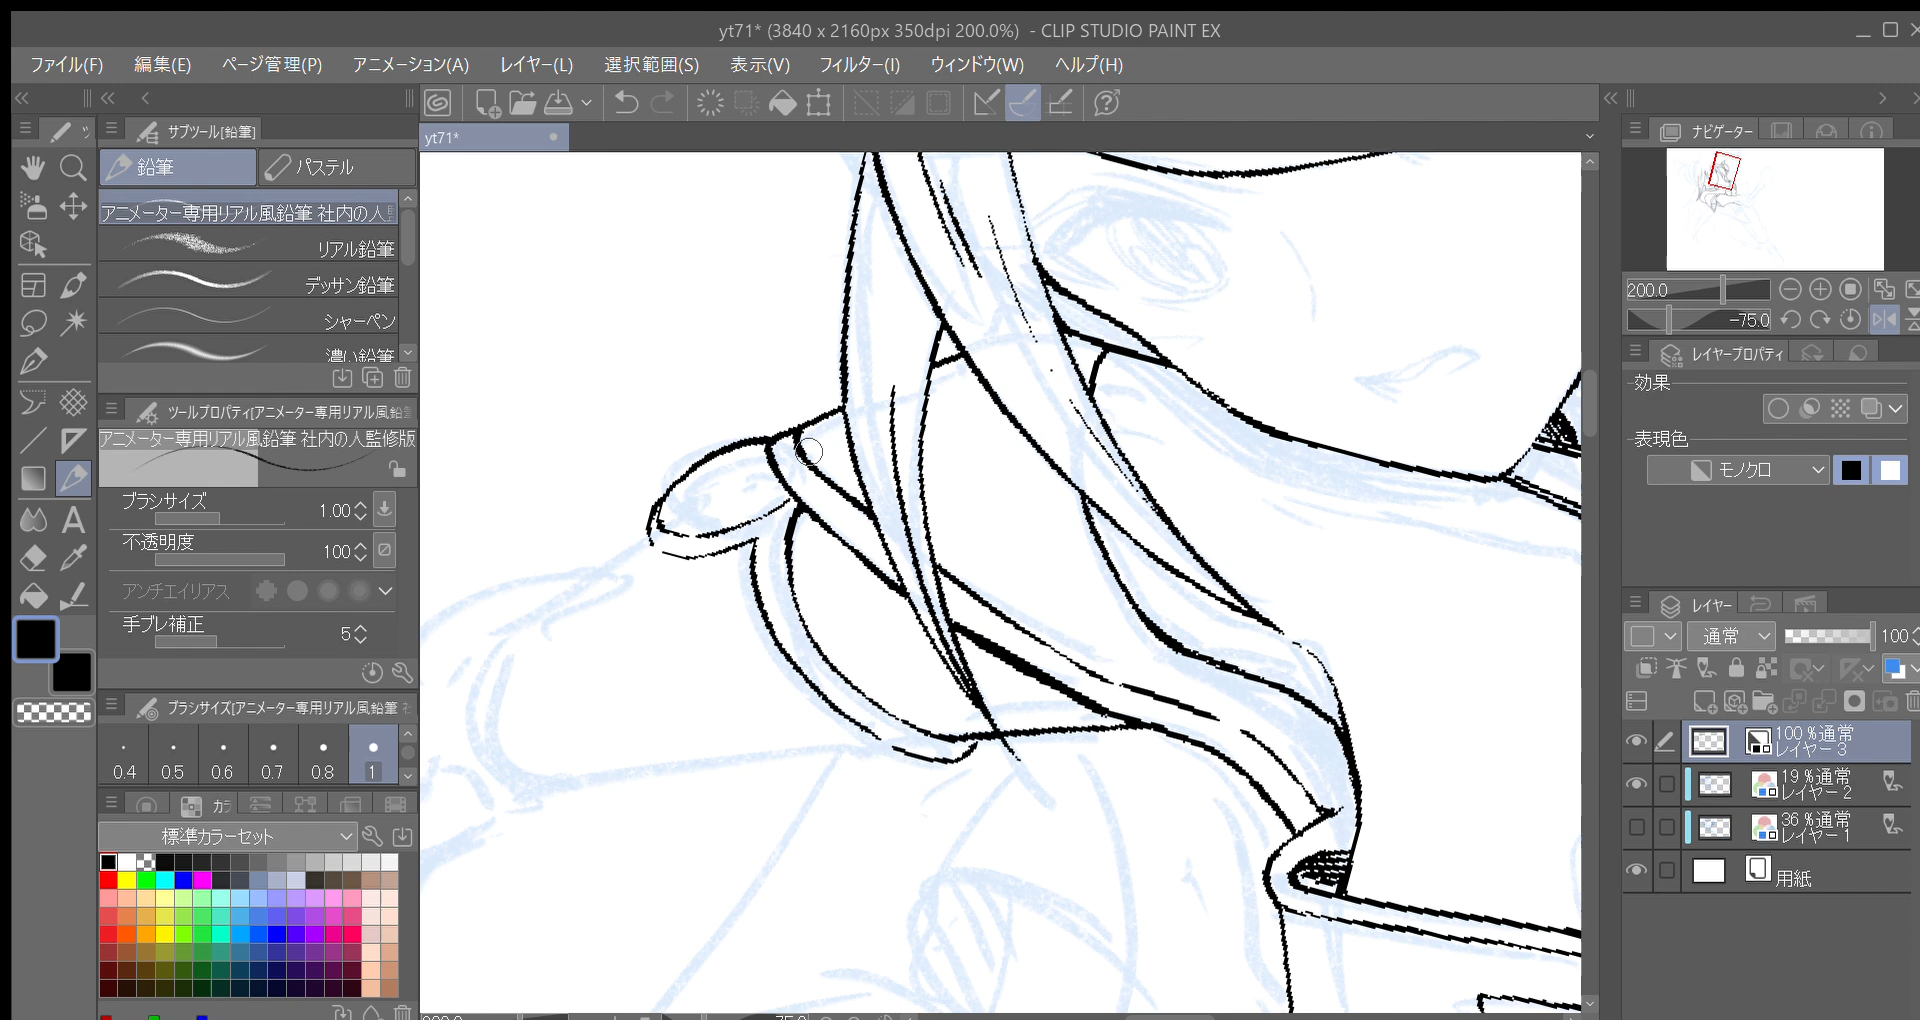 yt71* (3840 x 2160px 350dpi 200.0%) - CLIP STUDIO PAINT EX
ファイル(F) 編集(E) ページ管理(P) アニメーション(A) レイヤー(L) 選択範囲(S) 表示(V) フィルター(I) ウィンドウ(W) ヘルプ(H)
サブツール[鉛筆]
yt71*
ナビゲーター
鉛筆
パステル
アニメーター専用リアル風鉛筆 社内の人
リアル鉛筆
デッサン鉛筆
シャーペン
濃い鉛筆
200.0
-75.0
レイヤープロパティ
効果
表現色
モノクロ
ツールプロパティ[アニメーター専用リアル風鉛筆
アニメーター専用リアル風鉛筆 社内の人監修版
ブラシサイズ 1.00
不透明度 100
アンチエイリアス
手ブレ補正 5
ブラシサイズ[アニメーター専用リアル風鉛筆
0.4 0.5 0.6 0.7 0.8 1
カラ
標準カラーセット
レイヤー
通常 100
100 %通常
レイヤー 3
19 %通常
レイヤー 2
36 %通常
レイヤー 1
用紙